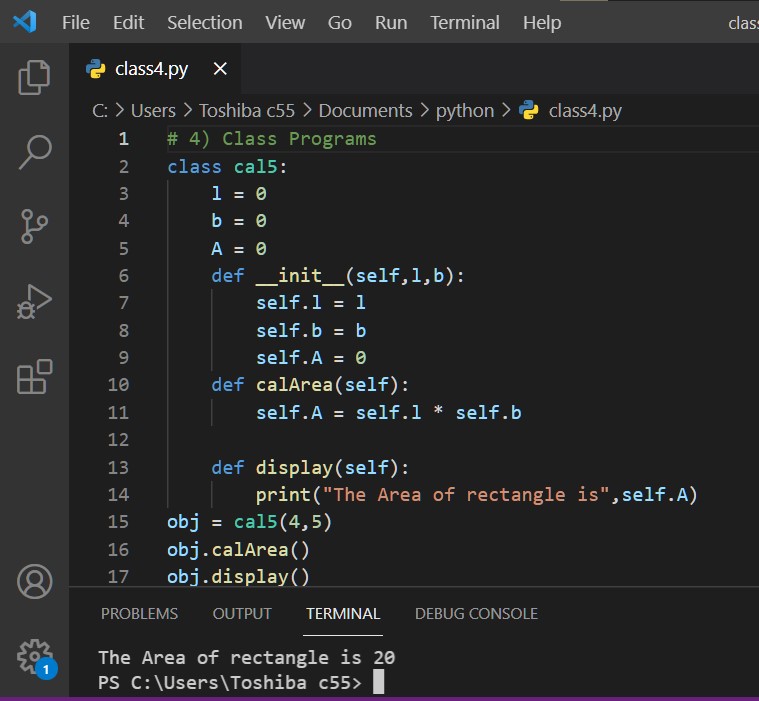 File Edit Selection View Go Run Terminal Help clas
class4.py
C: > Users > Toshiba c55 > Documents > python > class4.py
1 # 4) Class Programs
2 class cal5:
3     l = 0
4     b = 0
5     A = 0
6     def __init__(self,l,b):
7         self.l = l
8         self.b = b
9         self.A = 0
10     def calArea(self):
11         self.A = self.l * self.b
12
13     def display(self):
14         print("The Area of rectangle is",self.A)
15 obj = cal5(4,5)
16 obj.calArea()
17 obj.display()
PROBLEMS OUTPUT TERMINAL DEBUG CONSOLE
The Area of rectangle is 20
1
PS C:\Users\Toshiba c55>